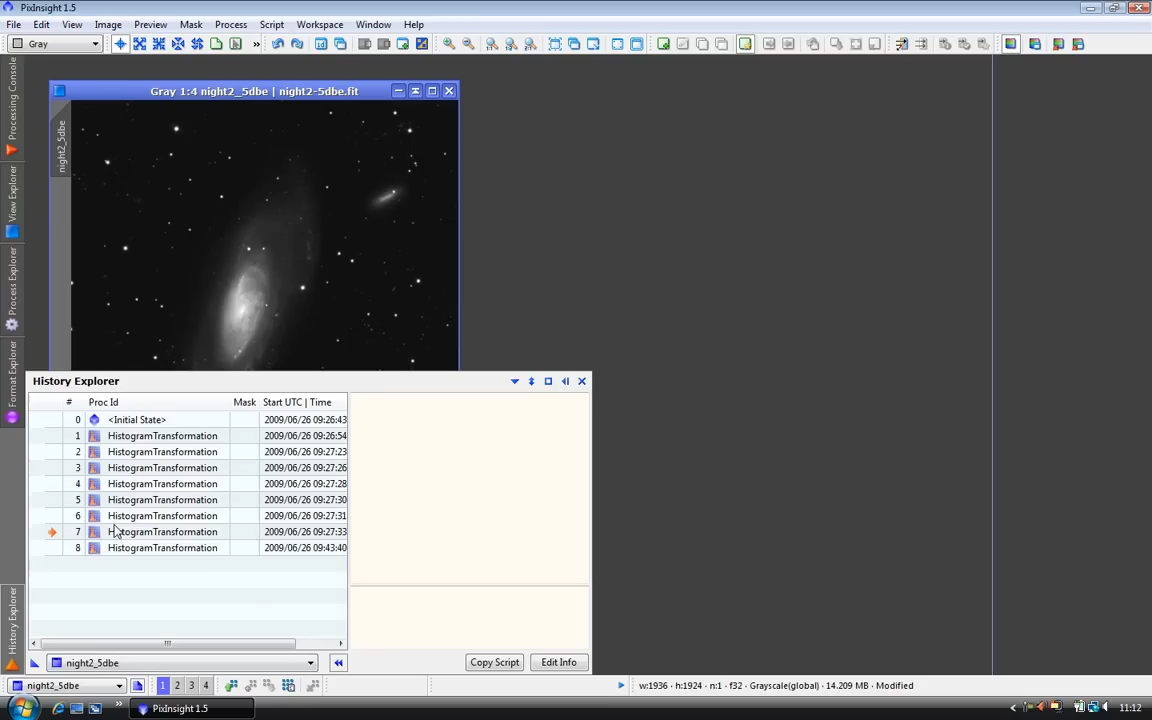 PixInsight 1.5
File Edit View Image Preview Mask Process Script Workspace Window Help
Gray
Gray 1:4 night2_5dbe | night2-5dbe.fit
night2_5dbe
Processing Console
View Explorer
Process Explorer
Format Explorer
History Explorer
History Explorer
# Proc Id Mask Start UTC | Time
0 <Initial State> 2009/06/26 09:26:43
1 HistogramTransformation 2009/06/26 09:26:54
2 HistogramTransformation 2009/06/26 09:27:23
3 HistogramTransformation 2009/06/26 09:27:26
4 HistogramTransformation 2009/06/26 09:27:28
5 HistogramTransformation 2009/06/26 09:27:30
6 HistogramTransformation 2009/06/26 09:27:31
7 HistogramTransformation 2009/06/26 09:27:33
8 HistogramTransformation 2009/06/26 09:43:40
night2_5dbe
Copy Script Edit Info
night2_5dbe 1 2 3 4 w:1936 · h:1924 · n:1 · f32 · Grayscale(global) · 14.209 MB · Modified
PixInsight 1.5 11:12